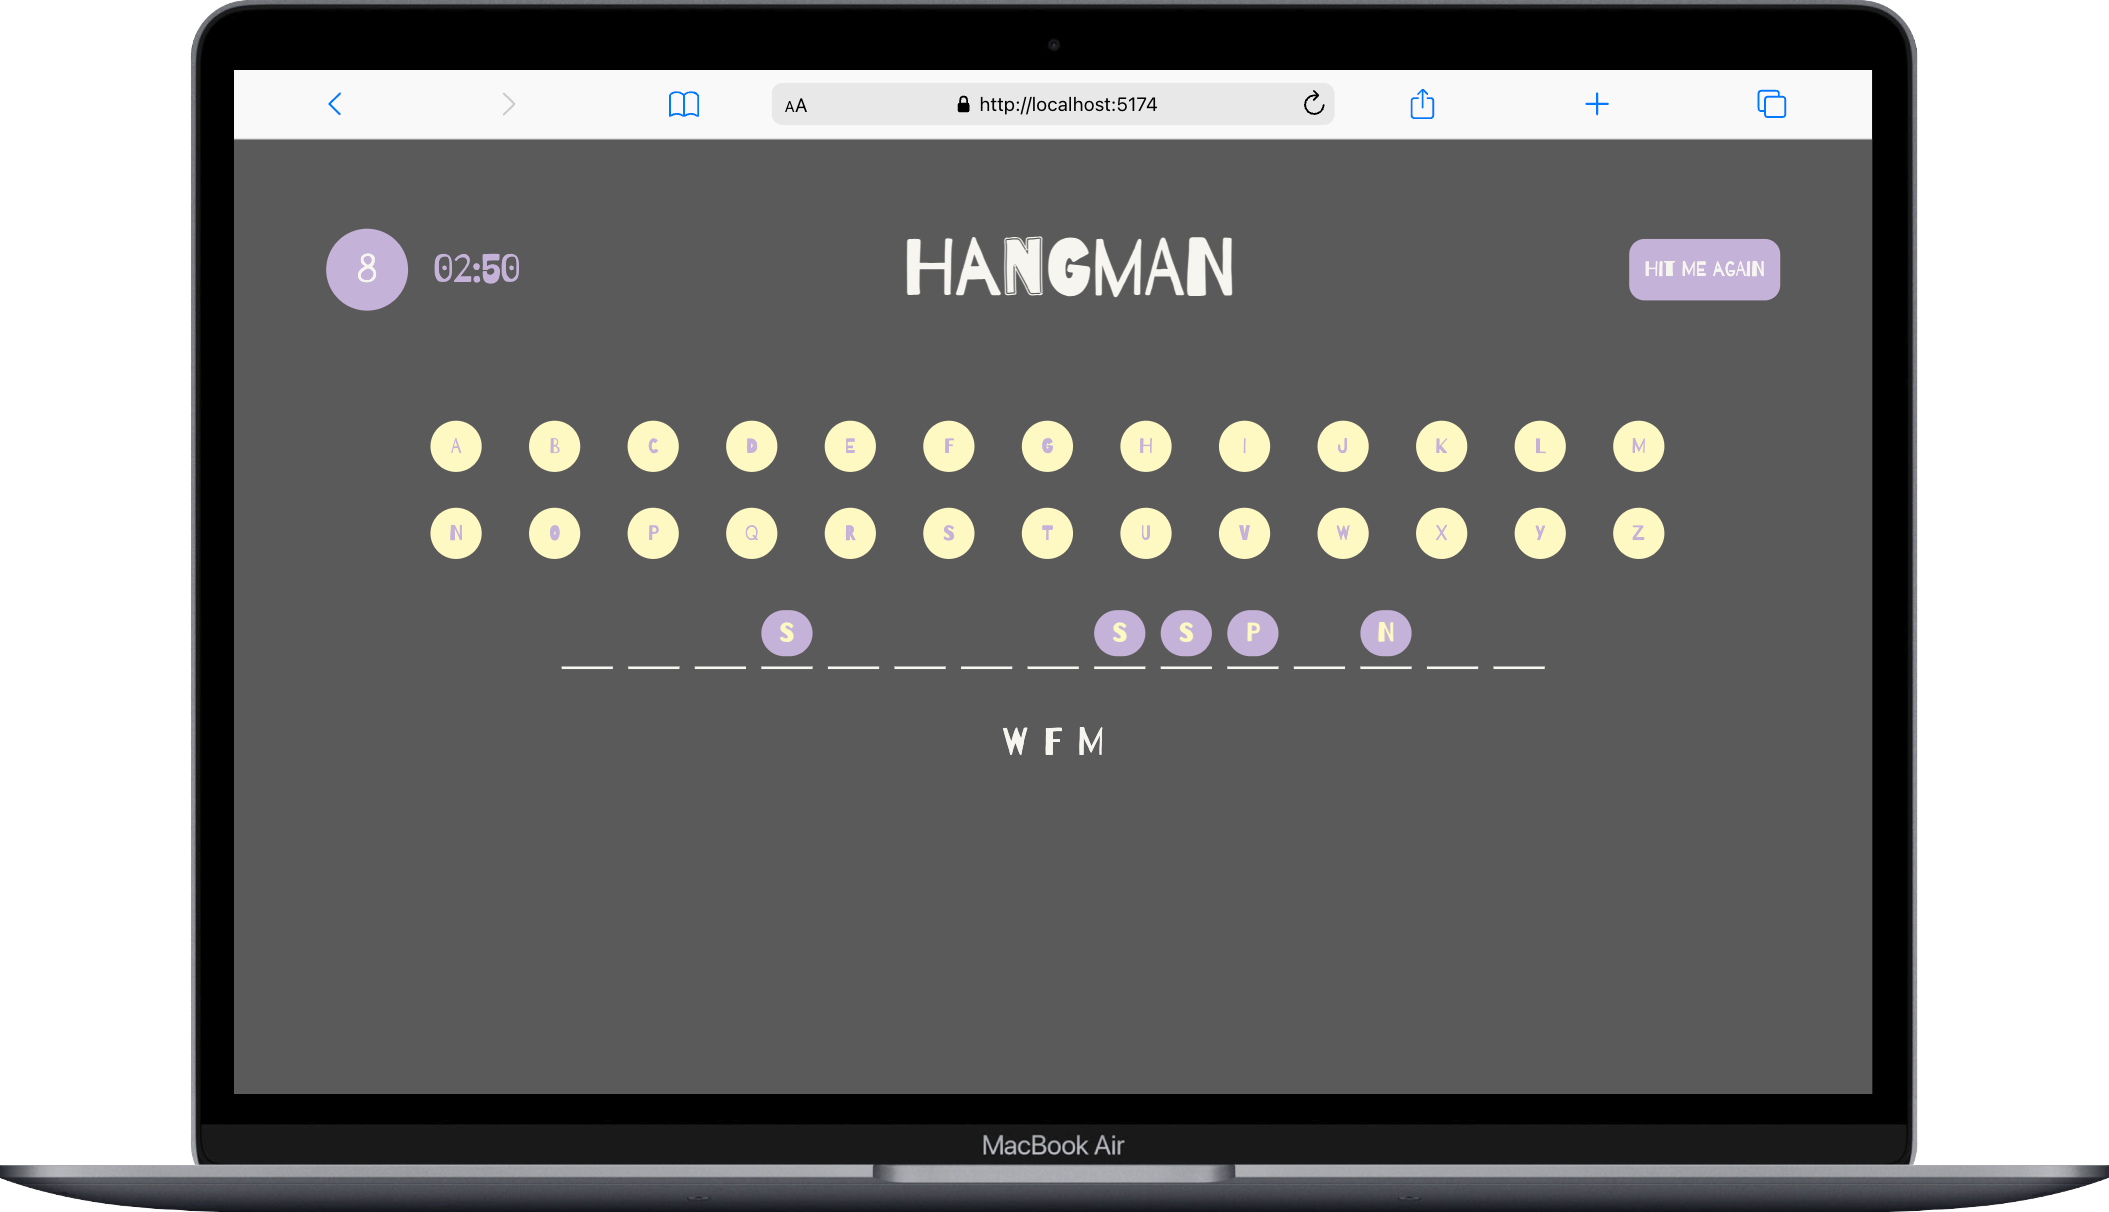 AA http://localhost:5174
8 02:50 HANGMAN HIT ME AGAIN
A B C D E F G H I J K L M
N O P Q R S T U V W X Y Z
S S S P N
W F M
MacBook Air